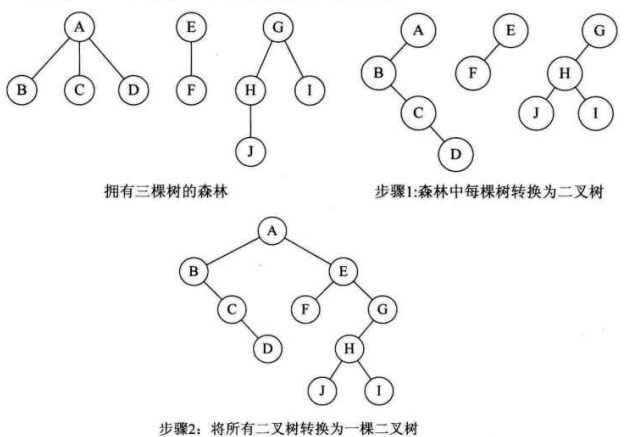 A E G A E G
B C D F H I B F H
J C J I
D
拥有三棵树的森林 步骤1:森林中每棵树转换为二叉树
A
B E
C F G
D H
J I
步骤2：将所有二叉树转换为一棵二叉树